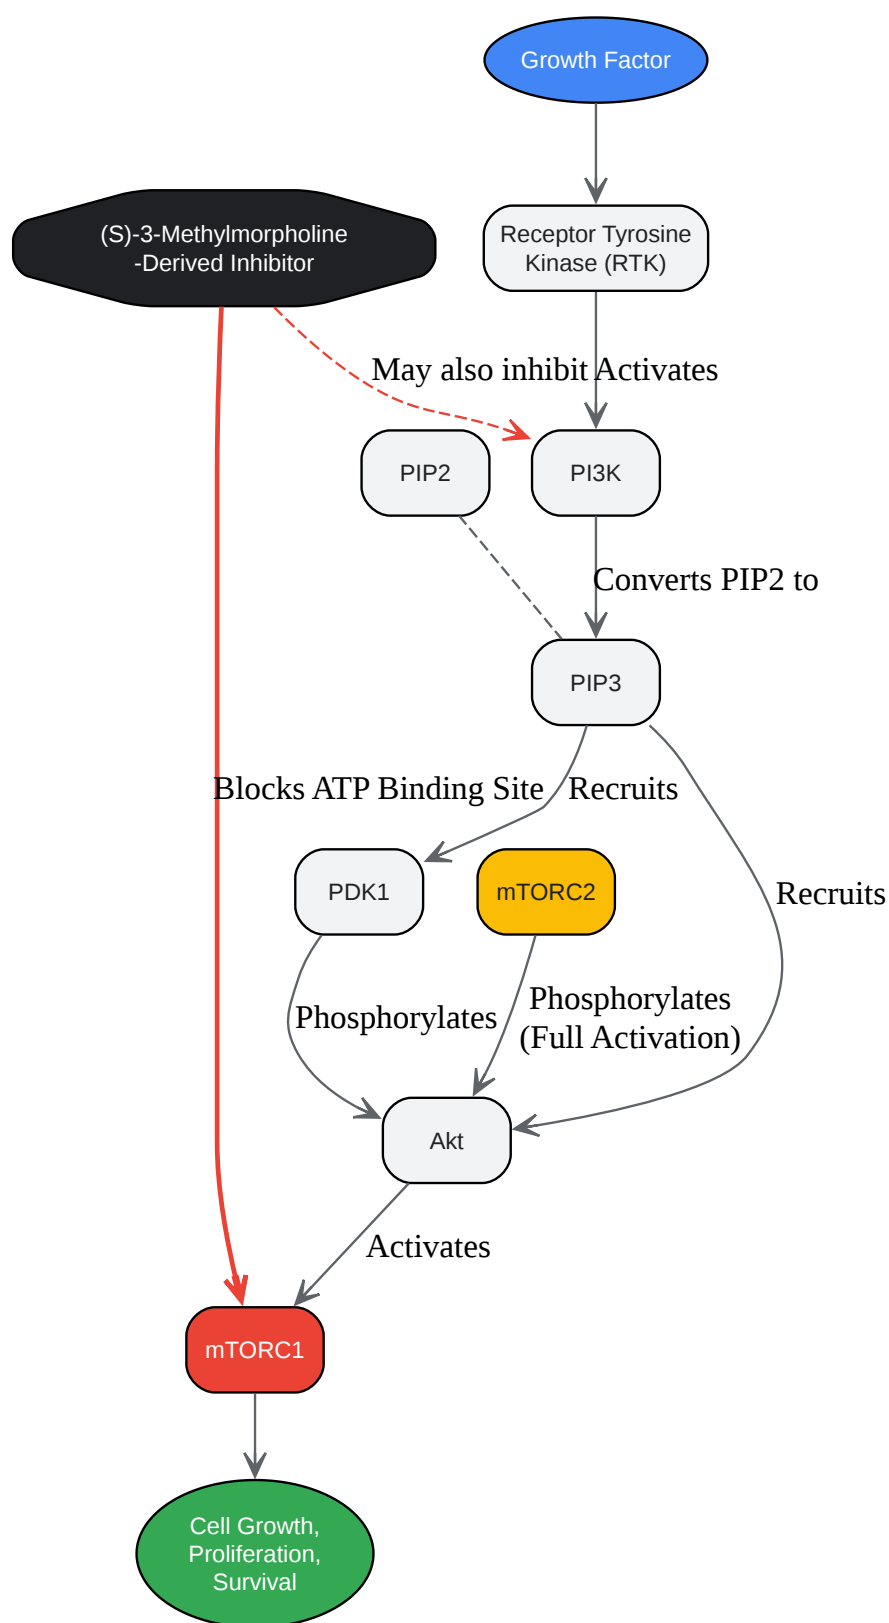 Growth Factor
(S)-3-Methylmorpholine
-Derived Inhibitor
Receptor Tyrosine
Kinase (RTK)
May also inhibit
Activates
PIP2
PI3K
Converts PIP2 to
PIP3
Blocks ATP Binding Site
Recruits
PDK1
mTORC2
Recruits
Phosphorylates
Phosphorylates
(Full Activation)
Akt
Activates
mTORC1
Cell Growth,
Proliferation,
Survival